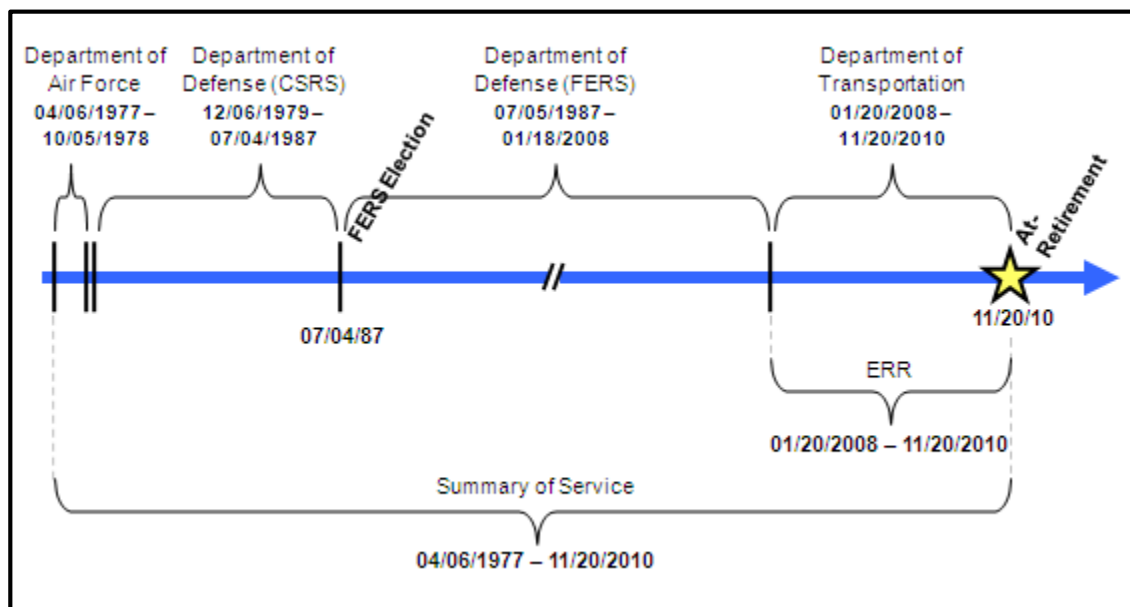 Department of
Air Force
04/06/1977 –
10/05/1978
Department of
Defense (CSRS)
12/06/1979–
07/04/1987
Department of
Defense (FERS)
07/05/1987–
01/18/2008
Department of
Transportation
01/20/2008–
11/20/2010
FERS Election
At-
Retirement
//
07/04/87
11/20/10
ERR
01/20/2008 – 11/20/2010
Summary of Service
04/06/1977 – 11/20/2010